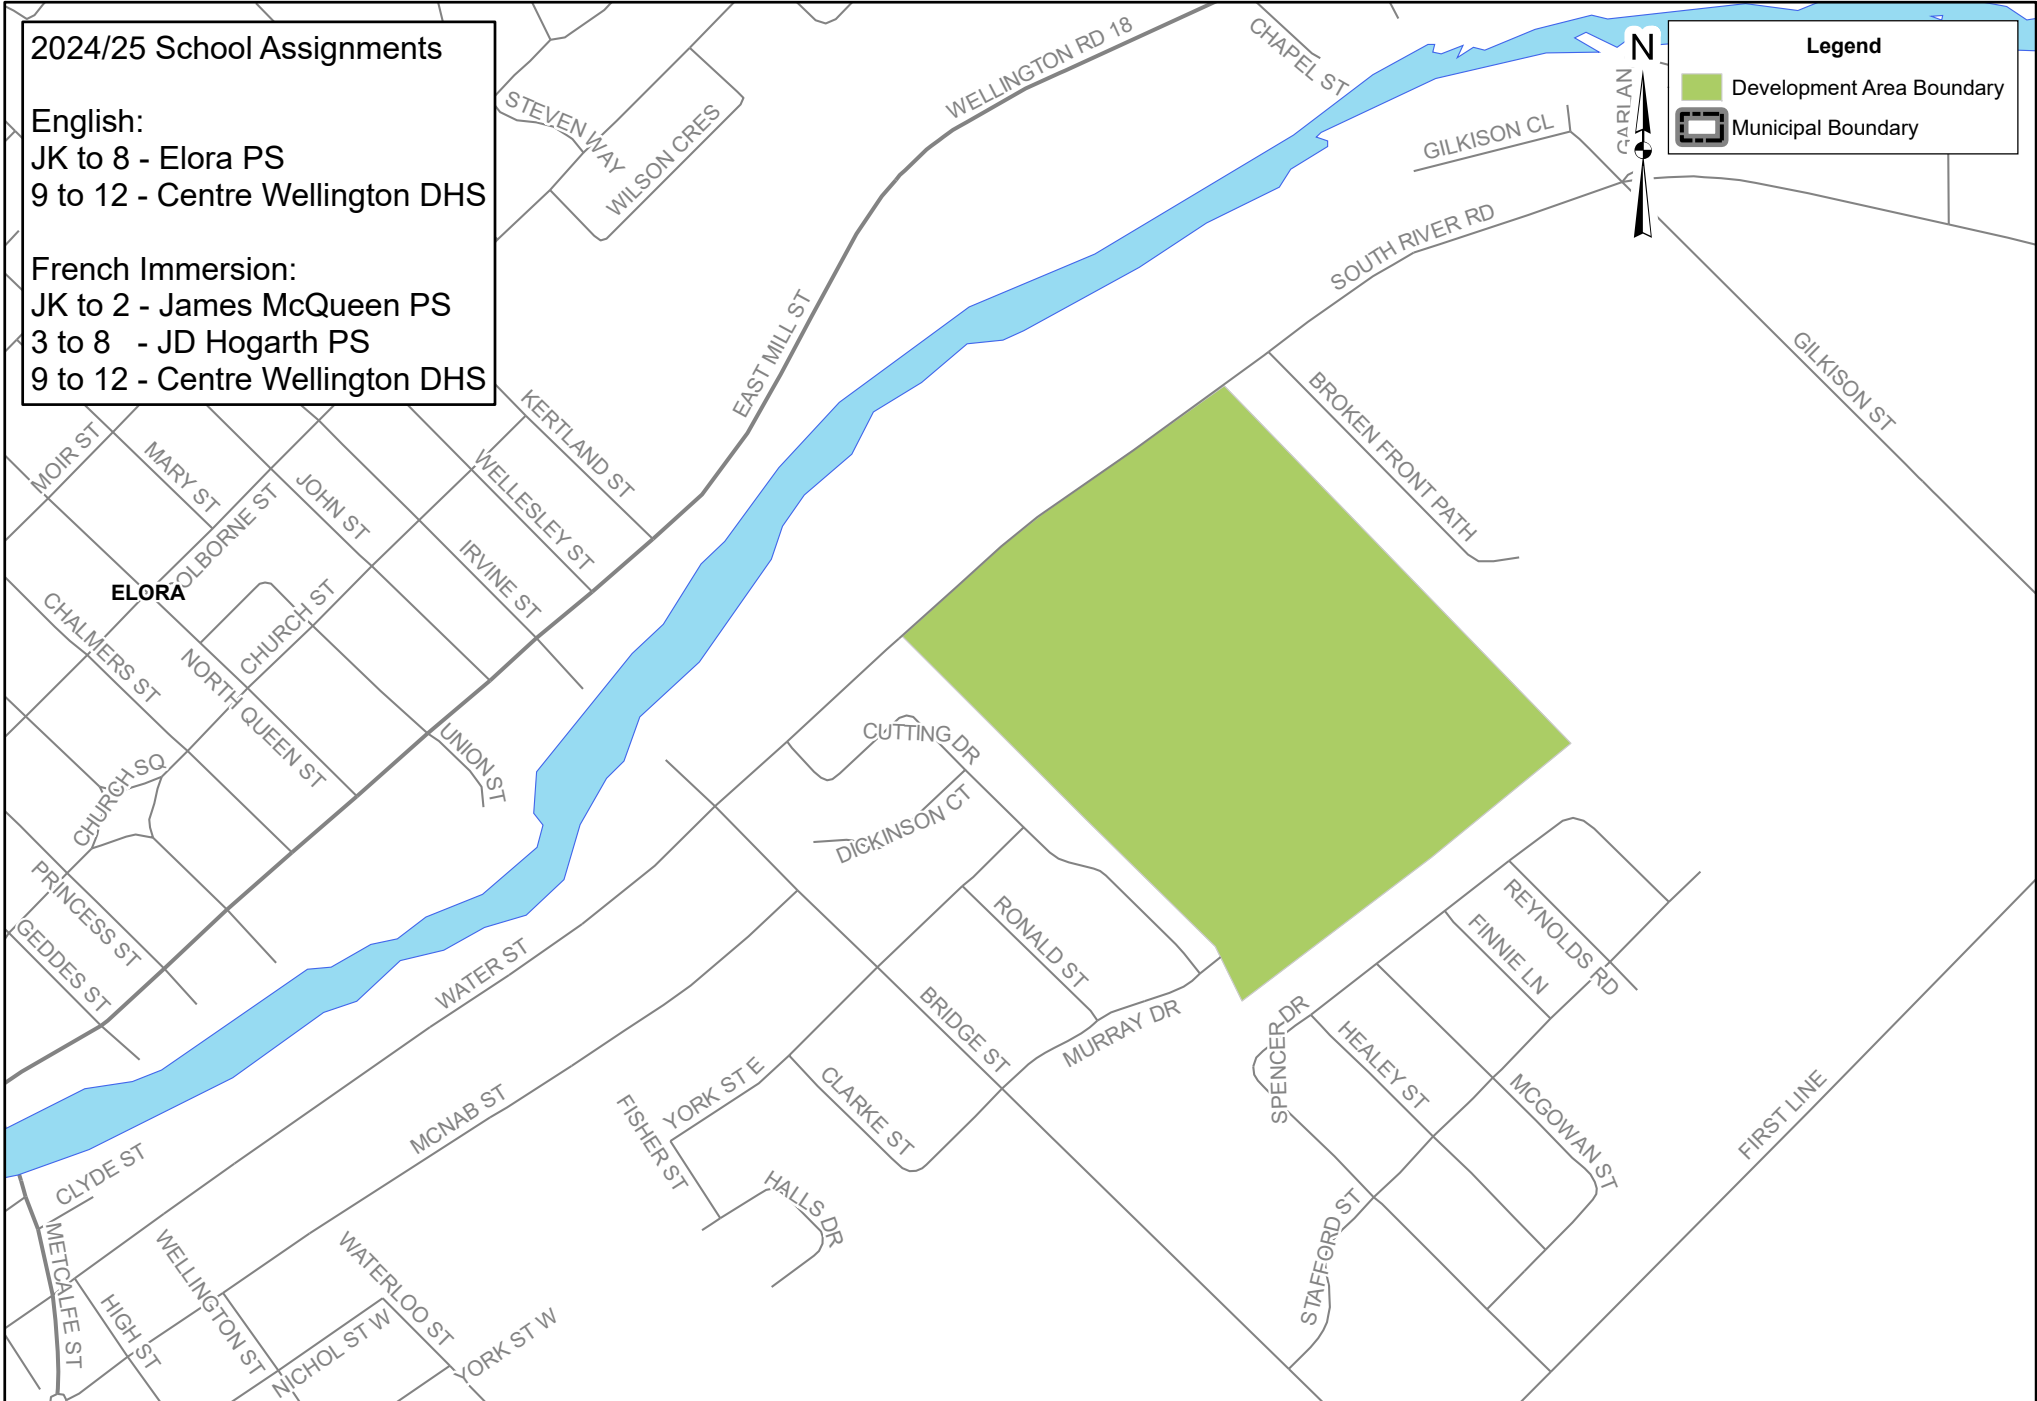 2024/25 School Assignments
English:
JK to 8 - Elora PS
9 to 12 - Centre Wellington DHS
French Immersion:
JK to 2 - James McQueen PS
3 to 8 - JD Hogarth PS
9 to 12 - Centre Wellington DHS
Legend
Development Area Boundary
Municipal Boundary
N
GARLAN
STEVEN WAY
WILSON CRES
WELLINGTON RD 18
CHAPEL ST
GILKISON CL
SOUTH RIVER RD
GILKISON ST
EAST MILL ST
BROKEN FRONT PATH
KERTLAND ST
MOIR ST
MARY ST
JOHN ST
WELLESLEY ST
OLBORNE ST
IRVINE ST
ELORA
CHALMERS ST
CHURCH ST
NORTH QUEEN ST
UNION ST
CHURCH SQ
CUTTING DR
DICKINSON CT
PRINCESS ST
GEDDES ST
WATER ST
RONALD ST
REYNOLDS RD
FINNIE LN
BRIDGE ST
MURRAY DR
SPENCER DR
HEALEY ST
MCGOWAN ST
FIRST LINE
MCNAB ST
YORK ST E
CLARKE ST
FISHER ST
HALLS DR
CLYDE ST
STAFFORD ST
METCALFE ST
HIGH ST
WELLINGTON ST
WATERLOO ST
NICHOL ST W
YORK ST W